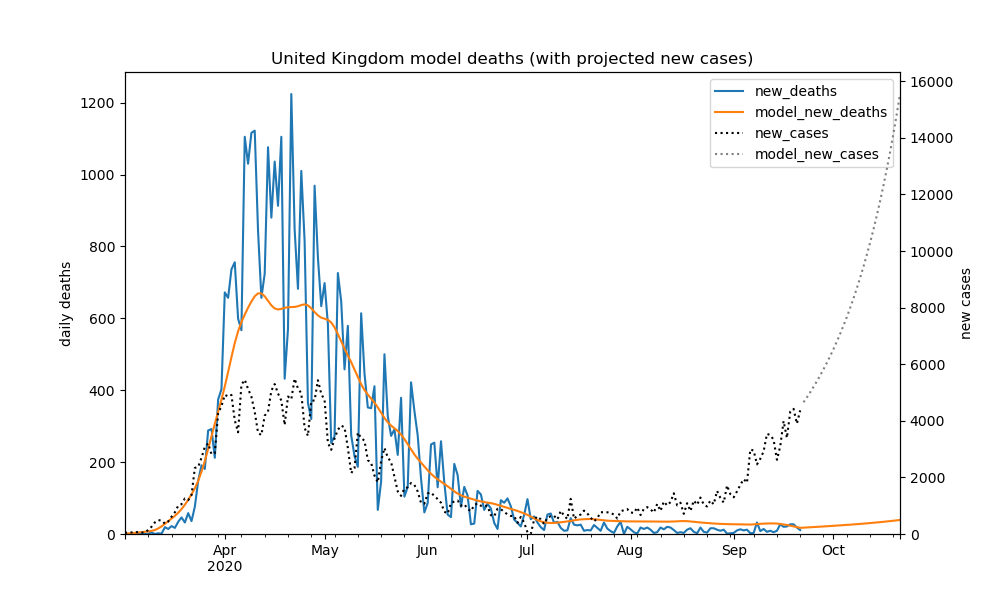 United Kingdom model deaths (with projected new cases)
new_deaths
model_new_deaths
new_cases
model_new_cases
daily deaths
1200
1000
800
600
400
200
0
new cases
16000
14000
12000
10000
8000
6000
4000
2000
0
Apr May Jun Jul Aug Sep Oct
2020